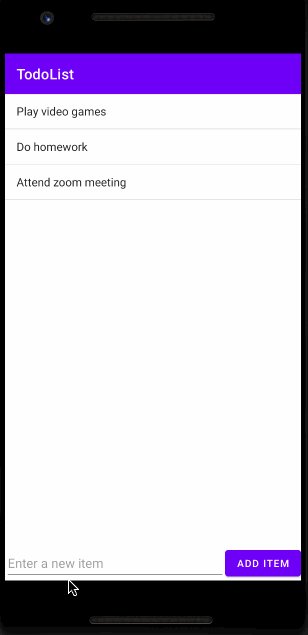 TodoList
Play video games
Do homework
Attend zoom meeting
Enter a new item
ADD ITEM